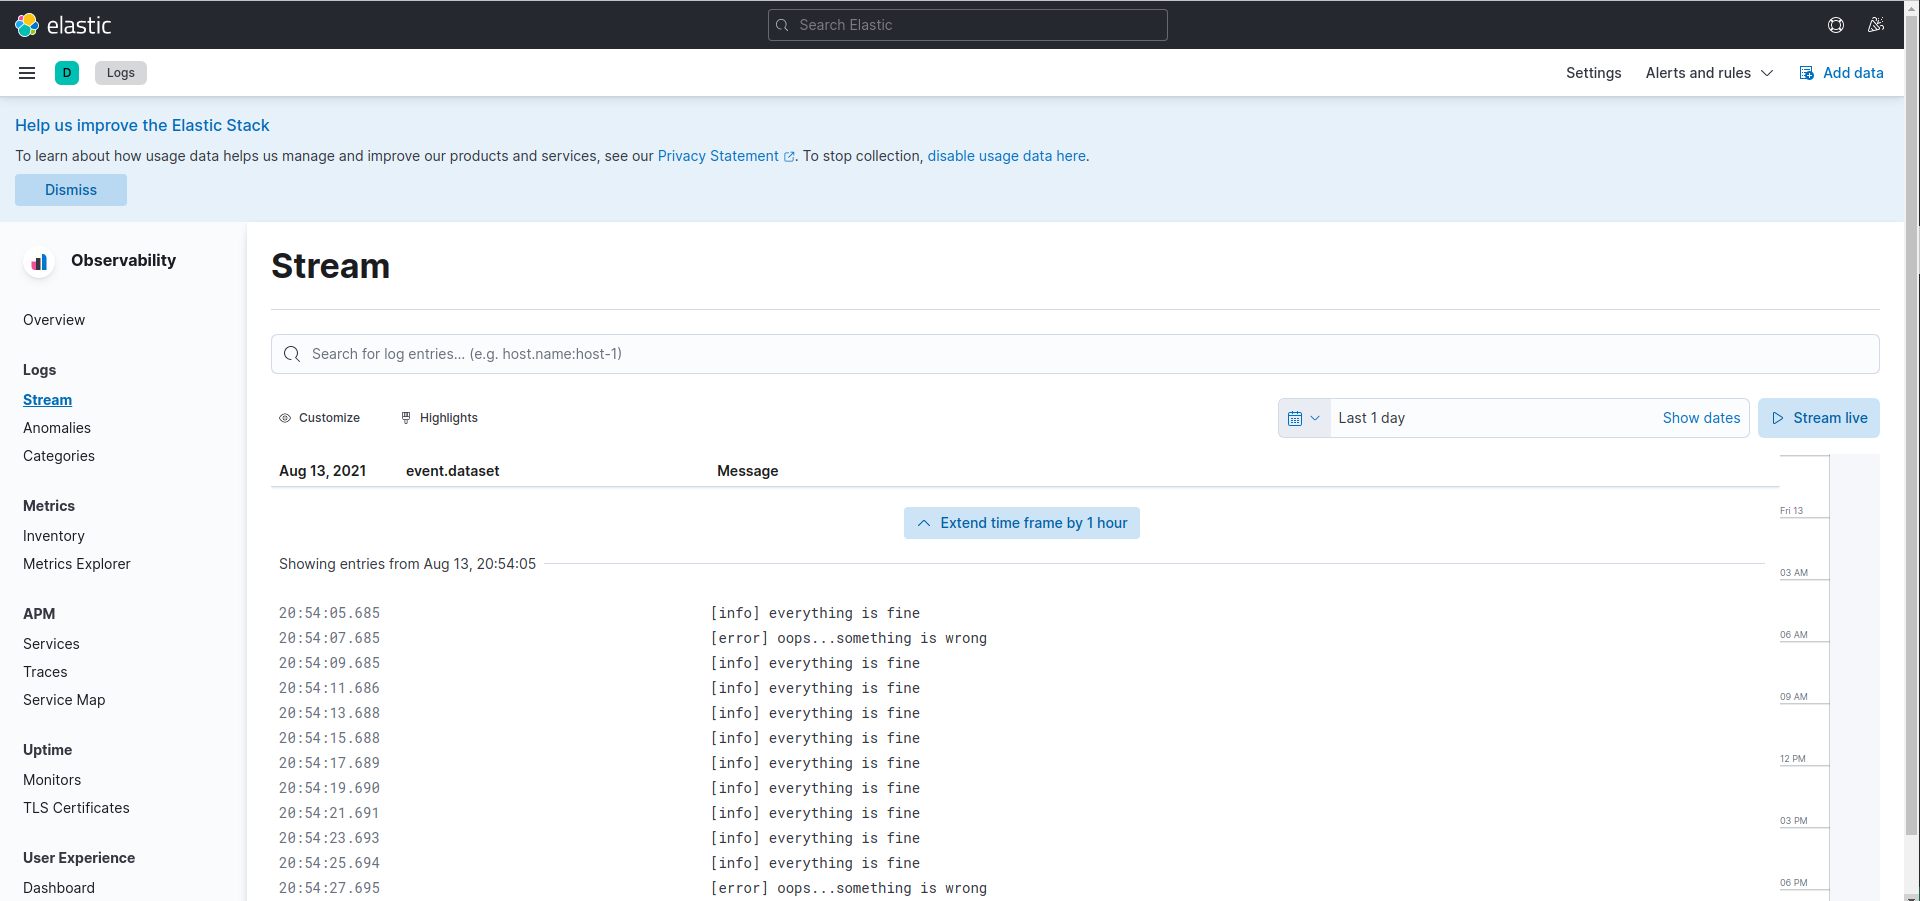 elastic
Search Elastic
D
Logs
Settings
Alerts and rules
Add data
Help us improve the Elastic Stack
To learn about how usage data helps us manage and improve our products and services, see our Privacy Statement. To stop collection, disable usage data here.
Dismiss
Observability
Overview
Logs
Stream
Anomalies
Categories
Metrics
Inventory
Metrics Explorer
APM
Services
Traces
Service Map
Uptime
Monitors
TLS Certificates
User Experience
Dashboard
Stream
Search for log entries... (e.g. host.name:host-1)
Customize
Highlights
Last 1 day
Show dates
Stream live
Aug 13, 2021 event.dataset Message
Extend time frame by 1 hour
Showing entries from Aug 13, 20:54:05
20:54:05.685 [info] everything is fine
20:54:07.685 [error] oops...something is wrong
20:54:09.685 [info] everything is fine
20:54:11.686 [info] everything is fine
20:54:13.688 [info] everything is fine
20:54:15.688 [info] everything is fine
20:54:17.689 [info] everything is fine
20:54:19.690 [info] everything is fine
20:54:21.691 [info] everything is fine
20:54:23.693 [info] everything is fine
20:54:25.694 [info] everything is fine
20:54:27.695 [error] oops...something is wrong
Fri 13
03 AM
06 AM
09 AM
12 PM
03 PM
06 PM